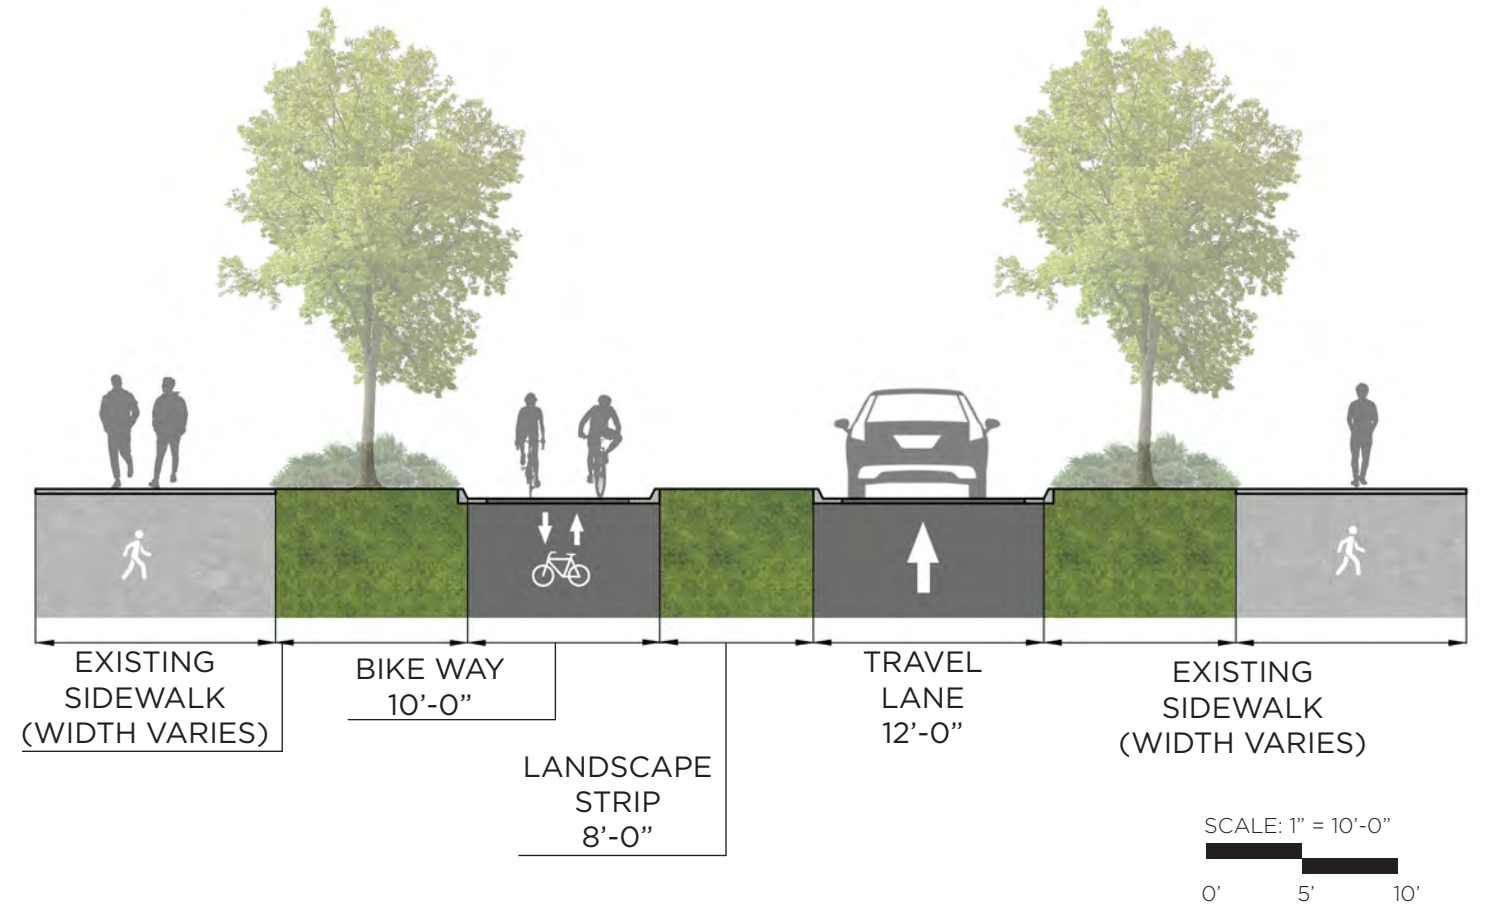 EXISTING
SIDEWALK
(WIDTH VARIES)
BIKE WAY
10’-0”
LANDSCAPE
STRIP
8’-0”
TRAVEL
LANE
12’-0”
EXISTING
SIDEWALK
(WIDTH VARIES)
SCALE: 1” = 10’-0”
0’ 5’ 10’